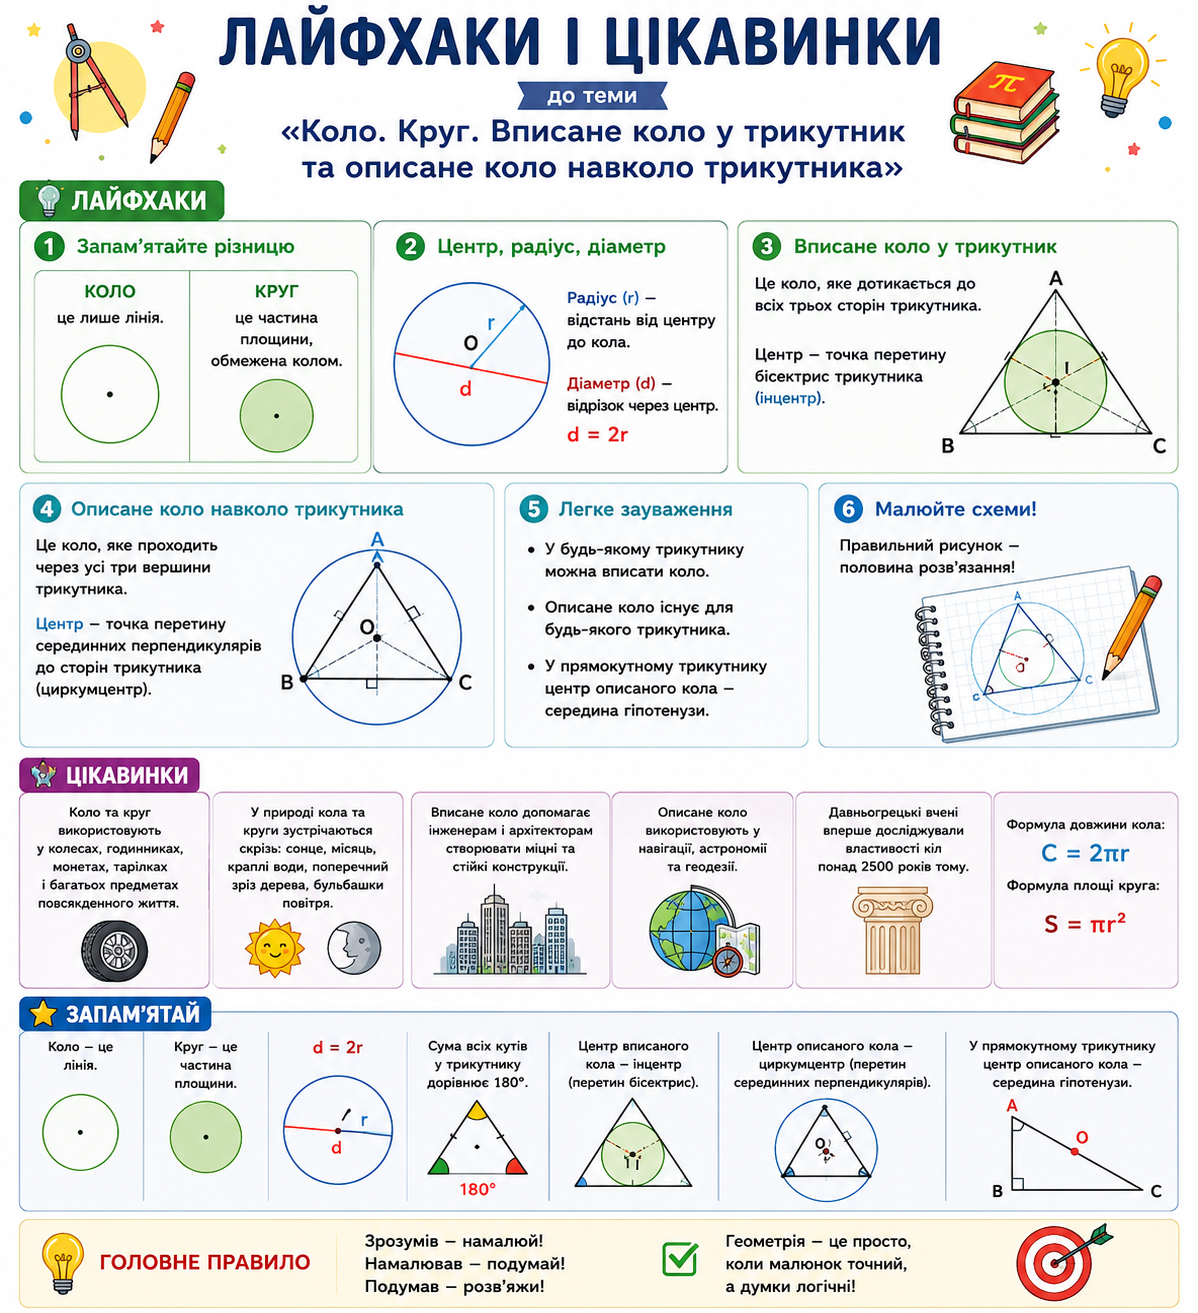 ЛАЙФХАКИ І ЦІКАВИНКИ
до теми
«Коло. Круг. Вписане коло у трикутник
та описане коло навколо трикутника»
π
ЛАЙФХАКИ
1 Запам’ятайте різницю
КОЛО
це лише лінія.
КРУГ
це частина
площини,
обмежена колом.
2 Центр, радіус, діаметр
r
O
d
Радіус (r) –
відстань від центру
до кола.
Діаметр (d) –
відрізок через центр.
d = 2r
3 Вписане коло у трикутник
Це коло, яке дотикається до
всіх трьох сторін трикутника.
Центр – точка перетину
бісектрис трикутника
(інцентр).
A
I
B
C
4 Описане коло навколо трикутника
Це коло, яке проходить
через усі три вершини
трикутника.
Центр – точка перетину
серединних перпендикулярів
до сторін трикутника
(циркумцентр).
A
A
O
B
C
5 Легке зауваження
• У будь-якому трикутнику
можна вписати коло.
• Описане коло існує для
будь-якого трикутника.
• У прямокутному трикутнику
центр описаного кола –
середина гіпотенузи.
6 Малюйте схеми!
Правильний рисунок –
половина розв’язання!
A
C
C
ЦІКАВИНКИ
Коло та круг
використовують
у колесах, годинниках,
монетах, тарілках
і багатьох предметах
повсякденного життя.
У природі кола та
круги зустрічаються
скрізь: сонце, місяць,
краплі води, поперечний
зріз дерева, бульбашки
повітря.
Вписане коло допомагає
інженерам і архітекторам
створювати міцні та
стійкі конструкції.
Описане коло
використовують у
навігації, астрономії
та геодезії.
Давньогрецькі вчені
вперше досліджували
властивості кіл
понад 2500 років тому.
Формула довжини кола:
C = 2πr
Формула площі круга:
S = πr²
ЗАПАМ’ЯТАЙ
Коло – це
лінія.
Круг – це
частина
площини.
d = 2r
r
d
Сума всіх кутів
у трикутнику
дорівнює 180°.
180°
Центр вписаного
кола – інцентр
(перетин бісектрис).
Центр описаного кола –
циркумцентр (перетин
серединних перпендикулярів).
O
У прямокутному трикутнику
центр описаного кола –
середина гіпотенузи.
A
O
B
C
ГОЛОВНЕ ПРАВИЛО
Зрозумів – намалюй!
Намалював – подумай!
Подумав – розв’яжи!
Геометрія – це просто,
коли малюнок точний,
а думки логічні!